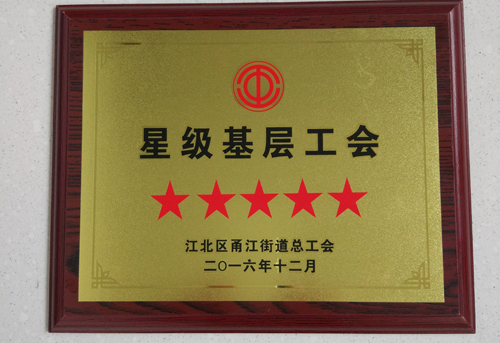 星级基层工会
江北区甬江街道总工会
二〇一六年十二月